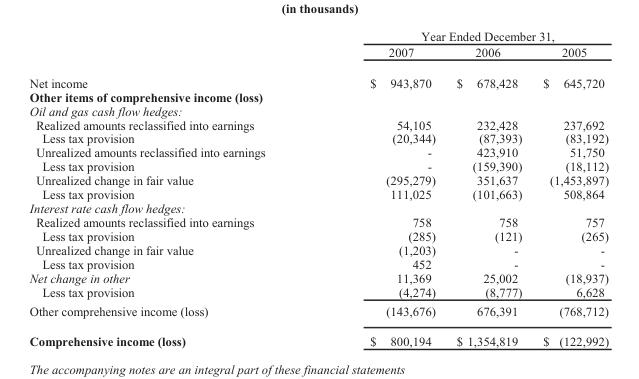 (in thousands)
Year Ended December 31,
2007 2006 2005
Net income $ 943,870 $ 678,428 $ 645,720
Other items of comprehensive income (loss)
Oil and gas cash flow hedges:
Realized amounts reclassified into earnings 54,105 232,428 237,692
Less tax provision (20,344) (87,393) (83,192)
Unrealized amounts reclassified into earnings - 423,910 51,750
Less tax provision - (159,390) (18,112)
Unrealized change in fair value (295,279) 351,637 (1,453,897)
Less tax provision 111,025 (101,663) 508,864
Interest rate cash flow hedges:
Realized amounts reclassified into earnings 758 758 757
Less tax provision (285) (121) (265)
Unrealized change in fair value (1,203) - -
Less tax provision 452 - -
Net change in other 11,369 25,002 (18,937)
Less tax provision (4,274) (8,777) 6,628
Other comprehensive income (loss) (143,676) 676,391 (768,712)
Comprehensive income (loss) $ 800,194 $ 1,354,819 $ (122,992)
The accompanying notes are an integral part of these financial statements